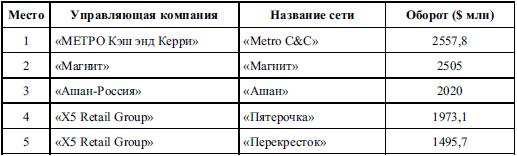 Место Управляющая компания Название сети Оборот ($ млн)
1 «МЕТРО Кэш энд Керри» «Metro C&C» 2557,8
2 «Магнит» «Магнит» 2505
3 «Ашан-Россия» «Ашан» 2020
4 «X5 Retail Group» «Пятерочка» 1973,1
5 «X5 Retail Group» «Перекресток» 1495,7